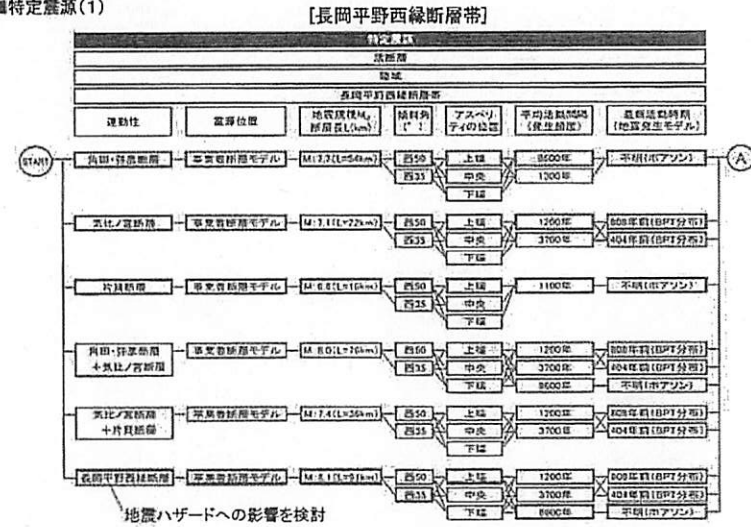 特定震源(1)
[長岡平野西縁断層帯]
特定震源
活断層
陸域
長岡平野西縁断層帯
連動性 震源位置 地震規模M, 断層長L(km) 傾斜角(°) アスペリティの位置 平均活動間隔(発生頻度) 最新活動時期(地震発生モデル)
START 角田・弥彦断層 事業者断層モデル M:7.7(L=54km) 西50 上端 不明(ポアソン) A
西35 中央 1300年
下端
気比ノ宮断層 事業者断層モデル M:7.1(L=22km) 西50 上端 1200年 808年前(BPT分布)
西35 中央 3700年 404年前(BPT分布)
下端
片貝断層 事業者断層モデル M:6.8(L=16km) 西50 上端 1100年 不明(ポアソン)
西35 中央
下端
角田・弥彦断層 事業者断層モデル M:8.0(L=76km) 西50 上端 1200年 808年前(BPT分布)
+気比ノ宮断層 西35 中央 3700年 404年前(BPT分布)
下端 8600年 不明(ポアソン)
気比ノ宮断層 事業者断層モデル M:7.4(L=36km) 西50 上端 1200年 808年前(BPT分布)
+片貝断層 西35 中央 3700年 404年前(BPT分布)
下端
長岡平野西縁断層 事業者断層モデル M:8.1(L=91km) 西50 上端 1200年 808年前(BPT分布)
西35 中央 3700年 404年前(BPT分布)
下端 8600年 不明(ポアソン)
地震ハザードへの影響を検討